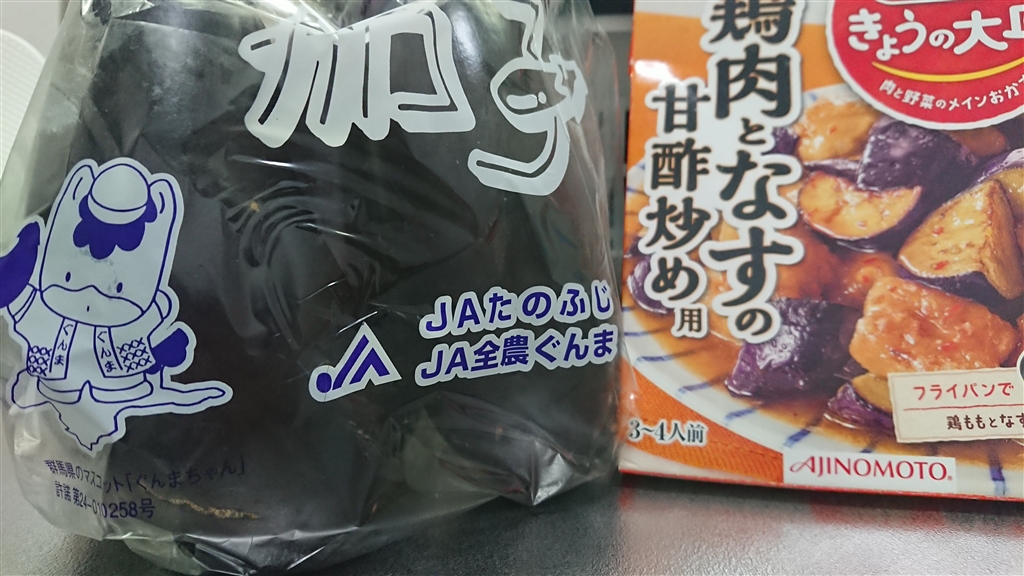 加子
ぐんま
ぐんま
JAたのふじ
JA全農ぐんま
群馬県のマスコット「ぐんまちゃん」
許諾 第24-010258号
きょうの大皿
肉と野菜のメインおかず
鶏肉となすの
甘酢炒め用
3~4人前
フライパンで
鶏ももとなす
AJINOMOTO